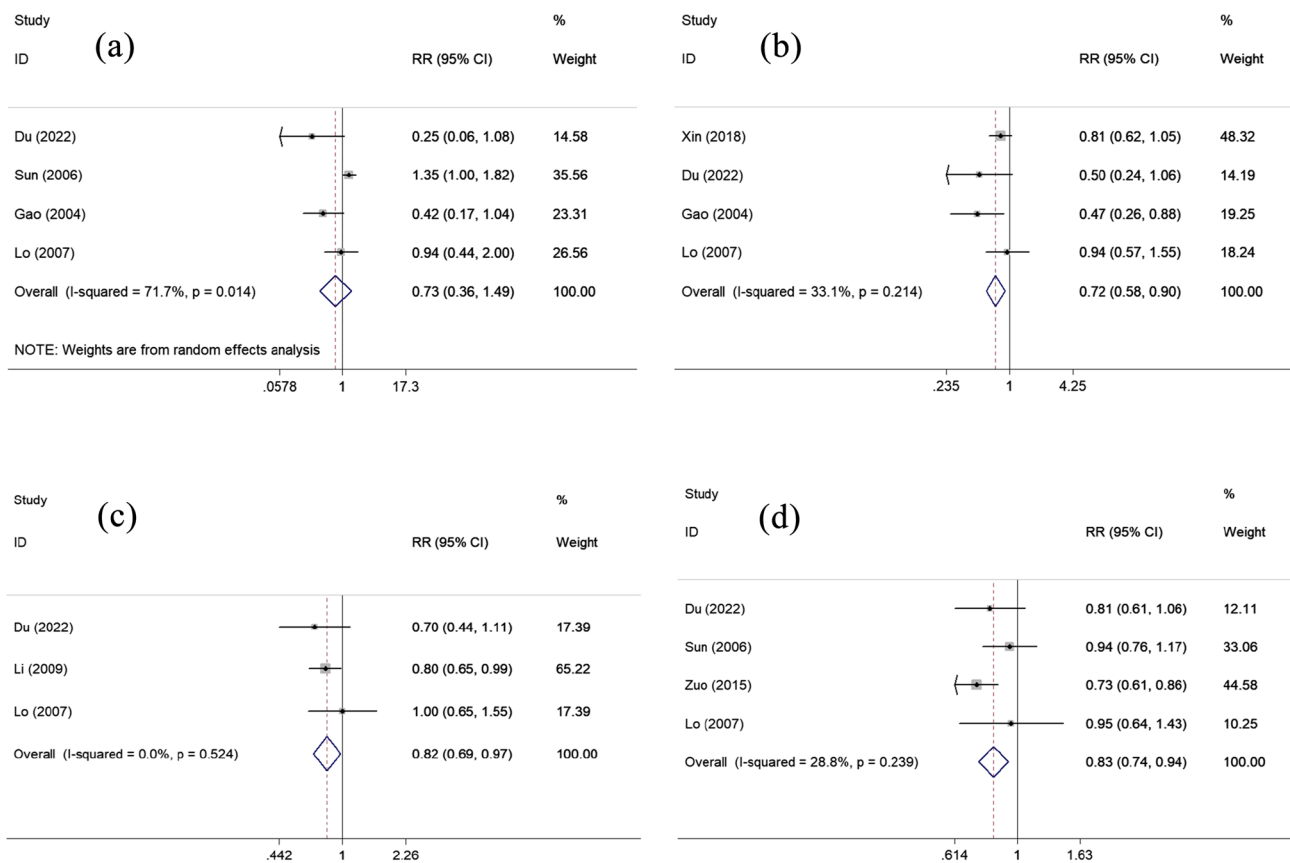 (a)
Study %
ID RR (95% CI) Weight
Du (2022) 0.25 (0.06, 1.08) 14.58
Sun (2006) 1.35 (1.00, 1.82) 35.56
Gao (2004) 0.42 (0.17, 1.04) 23.31
Lo (2007) 0.94 (0.44, 2.00) 26.56
Overall (I-squared = 71.7%, p = 0.014) 0.73 (0.36, 1.49) 100.00
NOTE: Weights are from random effects analysis
.0578 1 17.3
(b)
Study %
ID RR (95% CI) Weight
Xin (2018) 0.81 (0.62, 1.05) 48.32
Du (2022) 0.50 (0.24, 1.06) 14.19
Gao (2004) 0.47 (0.26, 0.88) 19.25
Lo (2007) 0.94 (0.57, 1.55) 18.24
Overall (I-squared = 33.1%, p = 0.214) 0.72 (0.58, 0.90) 100.00
.235 1 4.25
(c)
Study %
ID RR (95% CI) Weight
Du (2022) 0.70 (0.44, 1.11) 17.39
Li (2009) 0.80 (0.65, 0.99) 65.22
Lo (2007) 1.00 (0.65, 1.55) 17.39
Overall (I-squared = 0.0%, p = 0.524) 0.82 (0.69, 0.97) 100.00
.442 1 2.26
(d)
Study %
ID RR (95% CI) Weight
Du (2022) 0.81 (0.61, 1.06) 12.11
Sun (2006) 0.94 (0.76, 1.17) 33.06
Zuo (2015) 0.73 (0.61, 0.86) 44.58
Lo (2007) 0.95 (0.64, 1.43) 10.25
Overall (I-squared = 28.8%, p = 0.239) 0.83 (0.74, 0.94) 100.00
.614 1 1.63